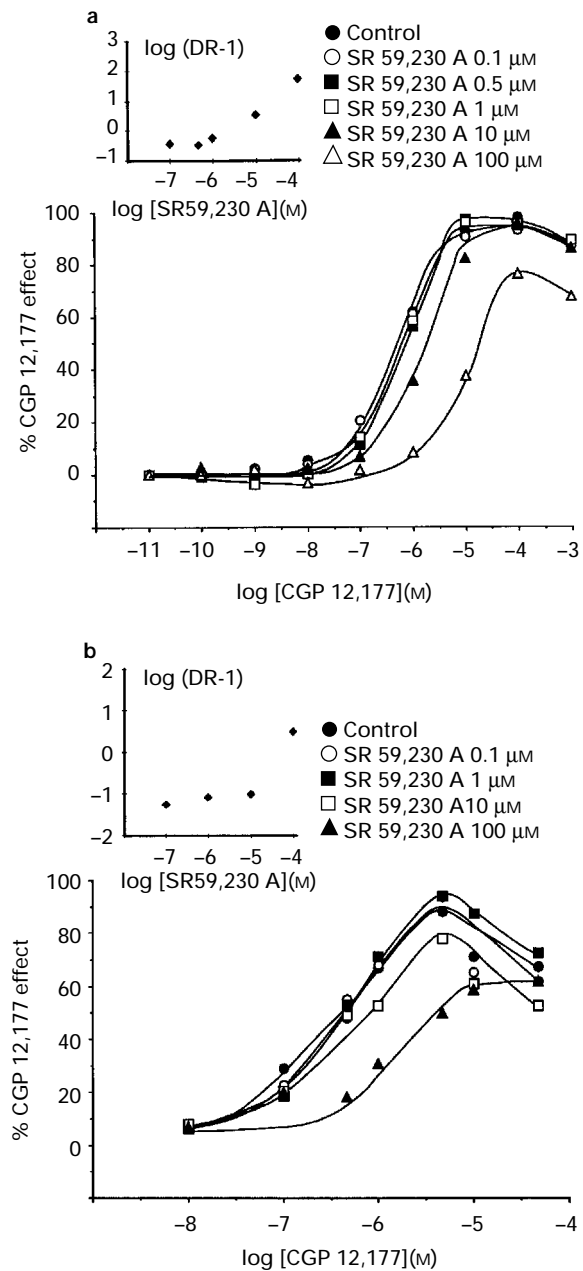 a
log (DR-1)
3
2
1
0
−1
−7 −6 −5 −4
log [SR59,230 A](M)
Control
SR 59,230 A 0.1 μM
SR 59,230 A 0.5 μM
SR 59,230 A 1 μM
SR 59,230 A 10 μM
SR 59,230 A 100 μM
% CGP 12,177 effect
100
80
60
40
20
0
−11 −10 −9 −8 −7 −6 −5 −4 −3
log [CGP 12,177](M)
b
log (DR-1)
2
1
0
−1
−2
−7 −6 −5 −4
log [SR59,230 A](M)
Control
SR 59,230 A 0.1 μM
SR 59,230 A 1 μM
SR 59,230 A10 μM
SR 59,230 A 100 μM
% CGP 12,177 effect
100
80
60
40
20
0
−8 −7 −6 −5 −4
log [CGP 12,177](M)